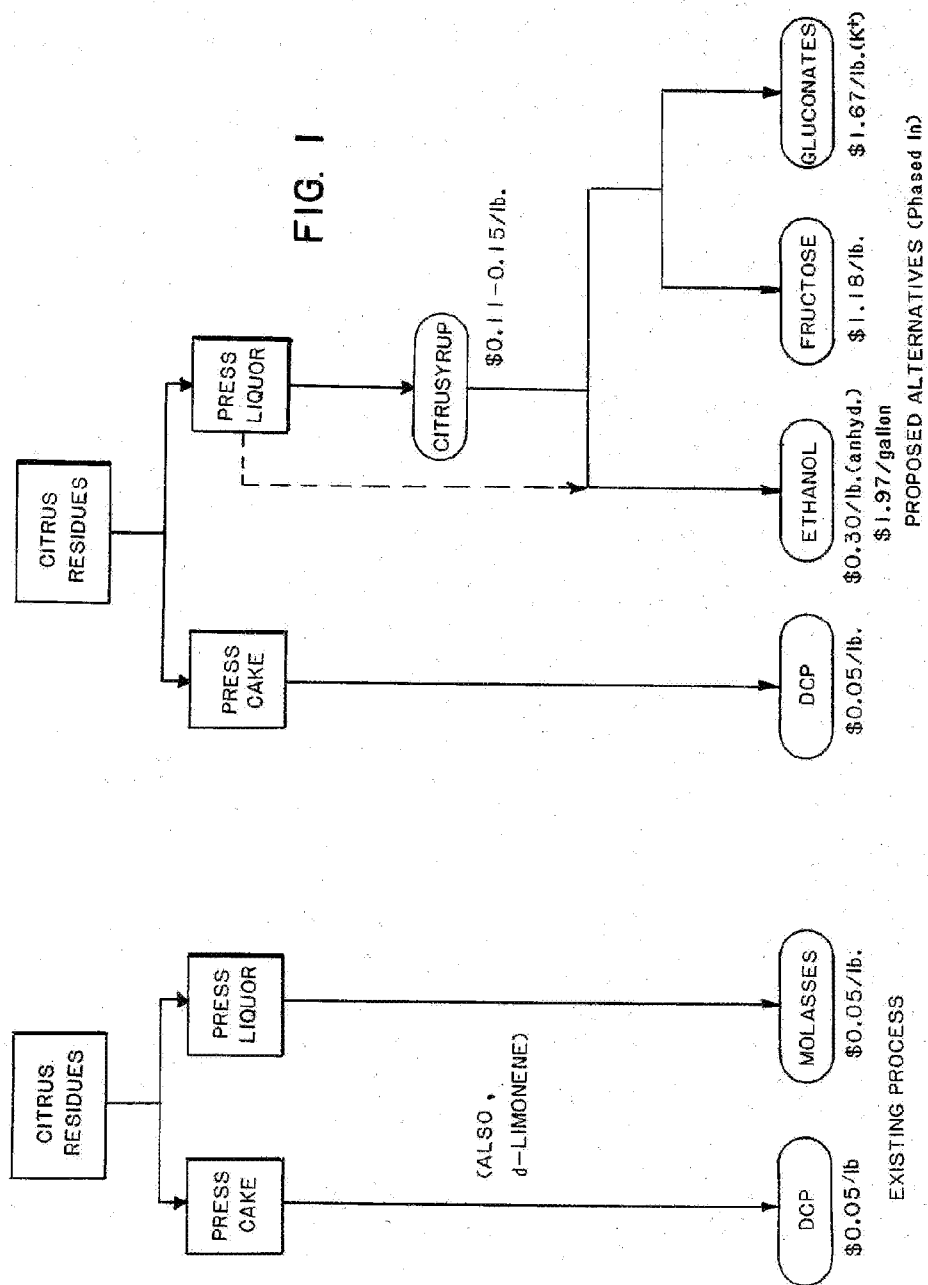 FIG. 1
CITRUS
RESIDUES
PRESS
CAKE
PRESS
LIQUOR
(ALSO,
d-LIMONENE)
DCP
$0.05/lb
MOLASSES
$0.05/lb.
EXISTING PROCESS
CITRUS
RESIDUES
PRESS
CAKE
PRESS
LIQUOR
CITRUSYRUP
$0.11-0.15/lb.
DCP
$0.05/lb.
ETHANOL
$0.30/lb.(anhyd.)
$1.97/gallon
FRUCTOSE
$1.18/lb.
GLUCONATES
$1.67/lb.(K+)
PROPOSED ALTERNATIVES (Phased In)